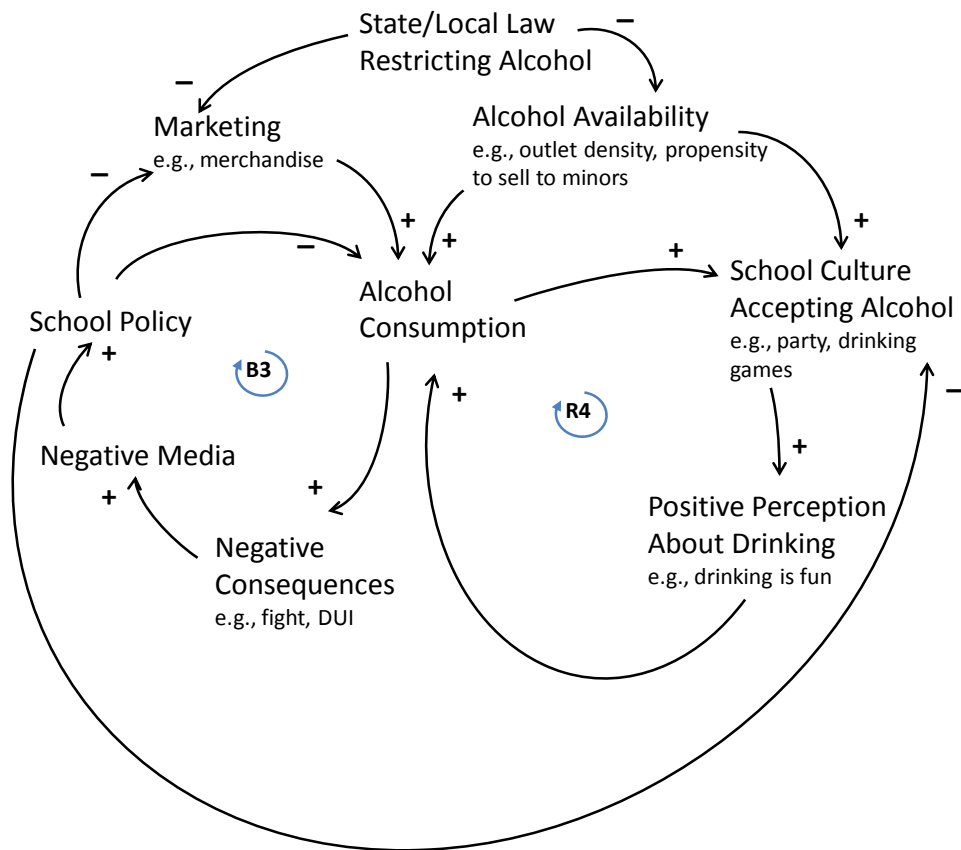 State/Local Law
Restricting Alcohol
−
−
Marketing
e.g., merchandise
Alcohol Availability
e.g., outlet density, propensity
to sell to minors
−
+
+
+
−
+
School Culture
Accepting Alcohol
e.g., party, drinking
games
Alcohol
Consumption
School Policy
+
B3
+
R4
−
Negative Media
+
+
+
Positive Perception
About Drinking
e.g., drinking is fun
Negative
Consequences
e.g., fight, DUI